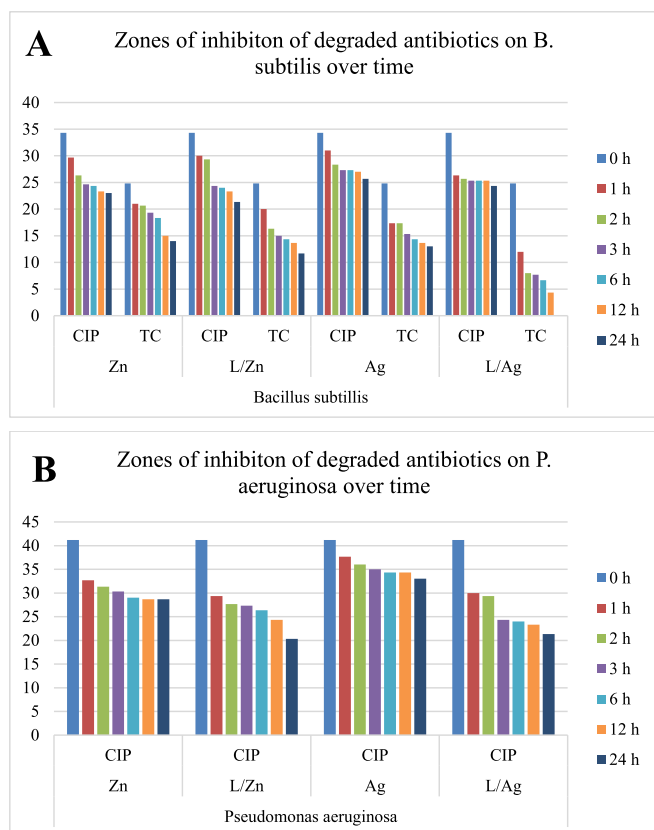 A
Zones of inhibiton of degraded antibiotics on B.
subtilis over time
40
35
30
25
20
15
10
5
0
CIP TC CIP TC CIP TC CIP TC
Zn L/Zn Ag L/Ag
Bacillus subtillis
0 h
1 h
2 h
3 h
6 h
12 h
24 h
B
Zones of inhibiton of degraded antibiotics on P.
aeruginosa over time
45
40
35
30
25
20
15
10
5
0
CIP CIP CIP CIP
Zn L/Zn Ag L/Ag
Pseudomonas aeruginosa
0 h
1 h
2 h
3 h
6 h
12 h
24 h